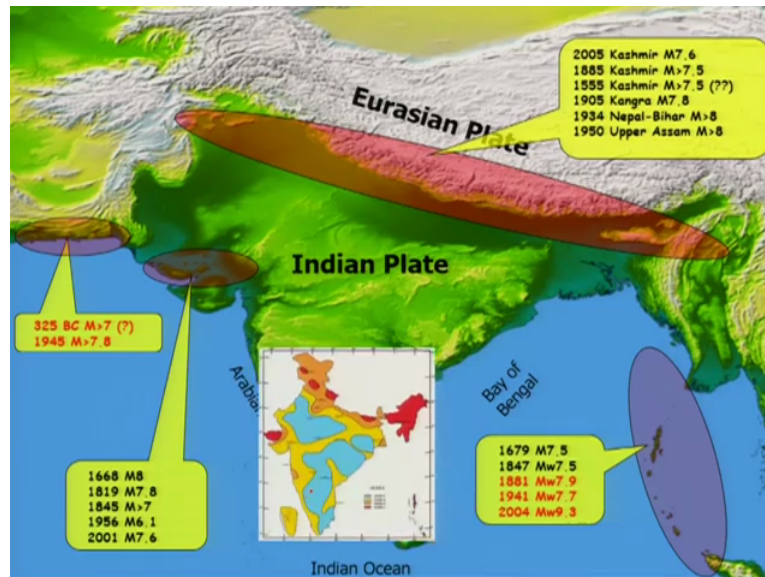 2005 Kashmir M7.6
1885 Kashmir M>7.5
1555 Kashmir M>7.5 (??)
1905 Kangra M7.8
1934 Nepal-Bihar M>8
1950 Upper Assam M>8
Eurasian Plate
Indian Plate
325 BC M>7 (?)
1945 M>7.8
Arabian
Bay of
Bengal
1668 M8
1819 M7.8
1845 M>7
1956 M6.1
2001 M7.6
1679 M7.5
1847 Mw7.5
1881 Mw7.9
1941 Mw7.7
2004 Mw9.3
Indian Ocean